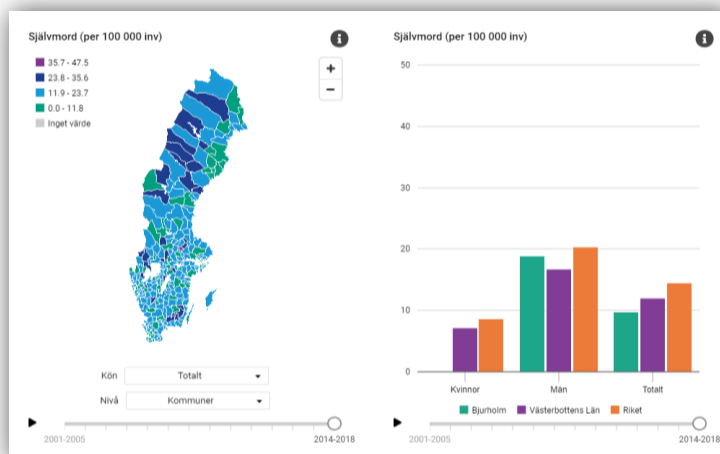 Självmord (per 100 000 inv)
35.7 - 47.5
23.8 - 35.6
11.9 - 23.7
0.0 - 11.8
Inget värde
+
−
Kön Totalt
Nivå Kommuner
2001-2005 2014-2018
Självmord (per 100 000 inv)
50
40
30
20
10
0
Kvinnor Män Totalt
Bjurholm Västerbottens Län Riket
2001-2005 2014-2018